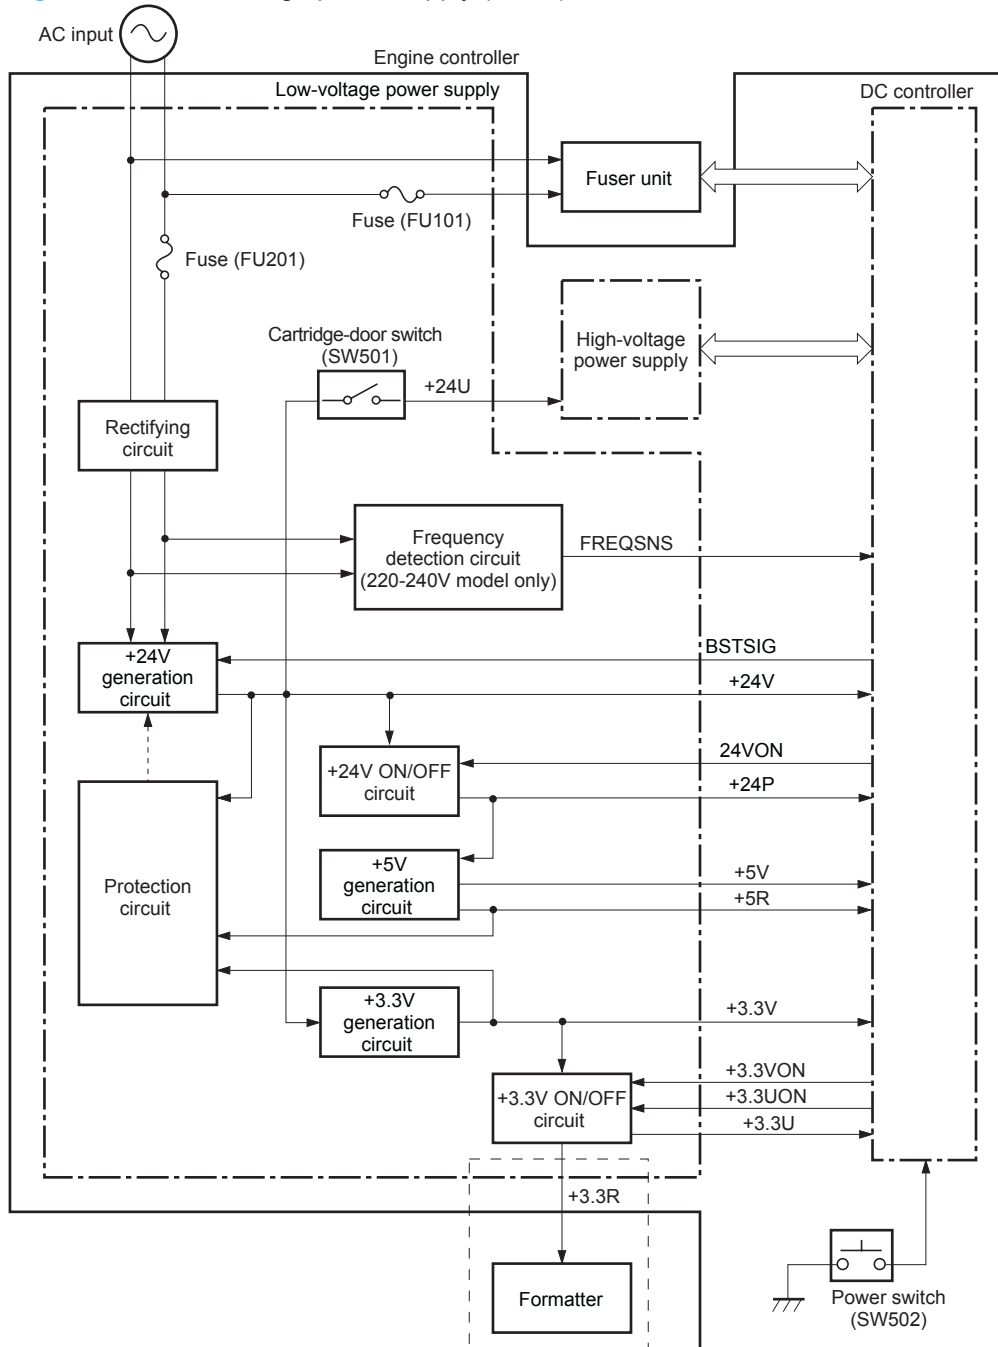 AC input
Engine controller
Low-voltage power supply
DC controller
Fuser unit
Fuse (FU101)
Fuse (FU201)
Cartridge-door switch
(SW501)
+24U
High-voltage
power supply
Rectifying
circuit
Frequency
detection circuit
(220-240V model only)
FREQSNS
+24V
generation
circuit
BSTSIG
+24V
24VON
+24V ON/OFF
circuit
+24P
+5V
generation
circuit
+5V
+5R
Protection
circuit
+3.3V
generation
circuit
+3.3V
+3.3VON
+3.3V ON/OFF
circuit
+3.3UON
+3.3U
+3.3R
Formatter
Power switch
(SW502)